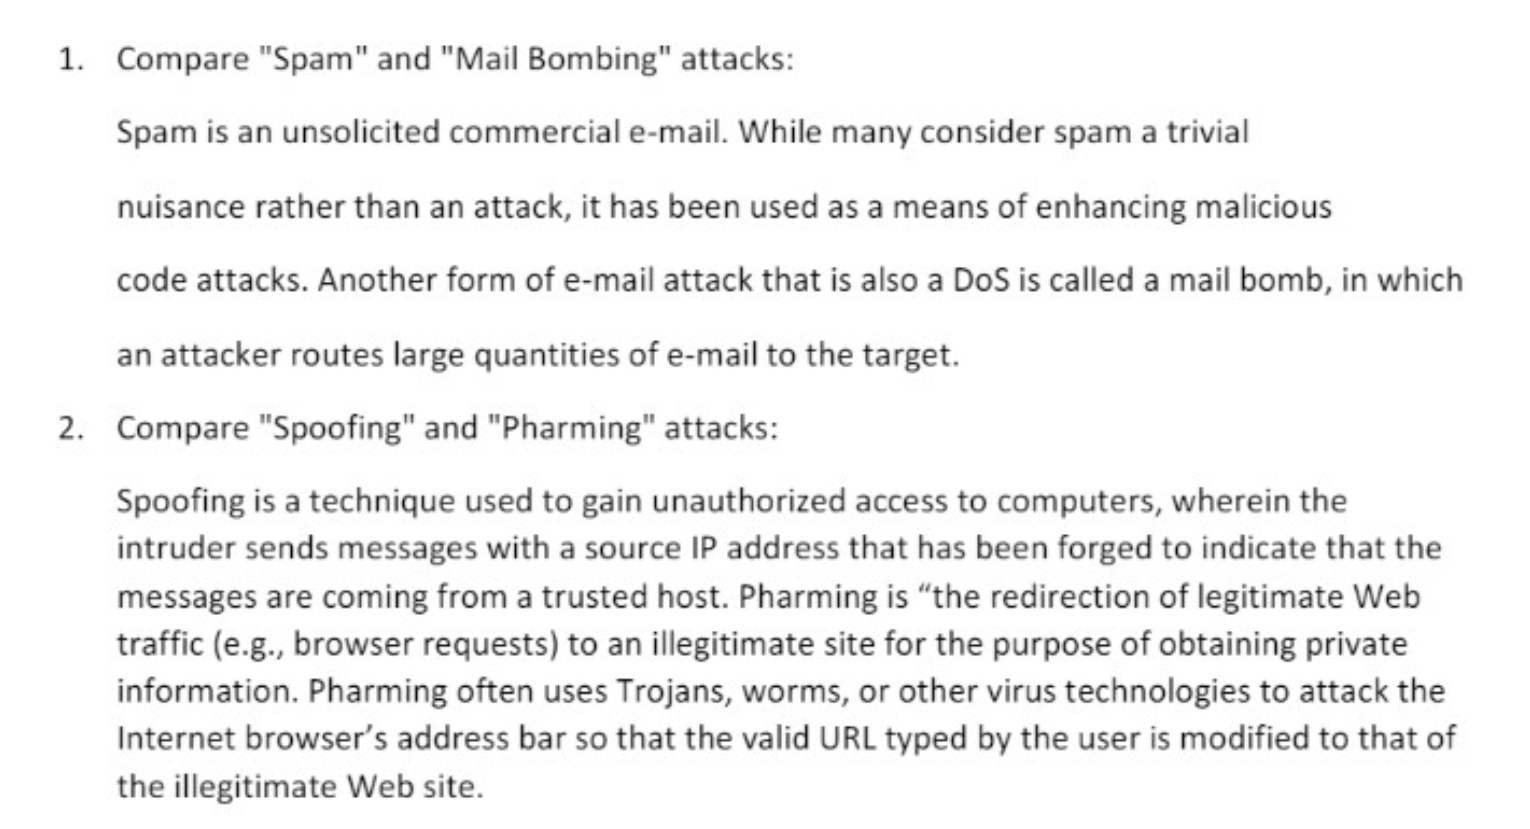 1. Compare "Spam" and "Mail Bombing" attacks:
Spam is an unsolicited commercial e-mail. While many consider spam a trivial
nuisance rather than an attack, it has been used as a means of enhancing malicious
code attacks. Another form of e-mail attack that is also a DoS is called a mail bomb, in which
an attacker routes large quantities of e-mail to the target.
2. Compare "Spoofing" and "Pharming" attacks:
Spoofing is a technique used to gain unauthorized access to computers, wherein the
intruder sends messages with a source IP address that has been forged to indicate that the
messages are coming from a trusted host. Pharming is “the redirection of legitimate Web
traffic (e.g., browser requests) to an illegitimate site for the purpose of obtaining private
information. Pharming often uses Trojans, worms, or other virus technologies to attack the
Internet browser’s address bar so that the valid URL typed by the user is modified to that of
the illegitimate Web site.